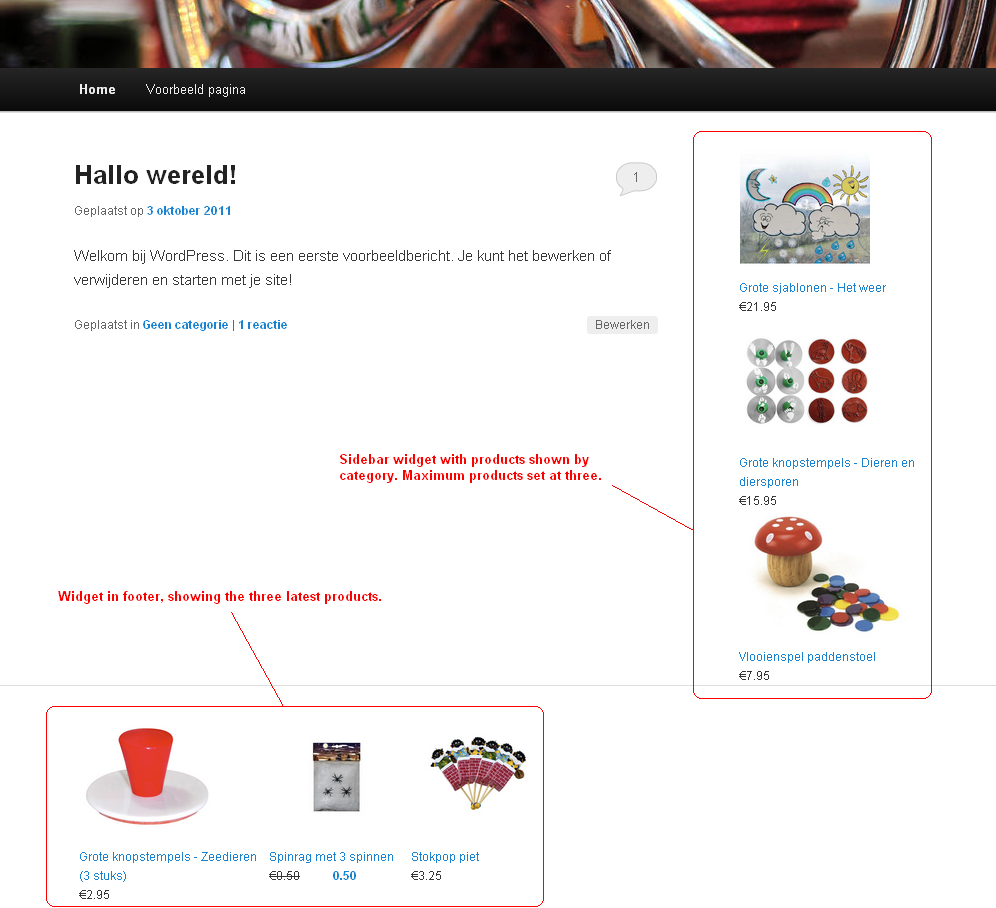 Home Voorbeeld pagina
Hallo wereld!
1
Geplaatst op 3 oktober 2011
Welkom bij WordPress. Dit is een eerste voorbeeldbericht. Je kunt het bewerken of
verwijderen en starten met je site!
Geplaatst in Geen categorie | 1 reactie
Bewerken
Grote sjablonen - Het weer
€21.95
Grote knopstempels - Dieren en
diersporen
€15.95
Vlooienspel paddenstoel
€7.95
Sidebar widget with products shown by
category. Maximum products set at three.
Widget in footer, showing the three latest products.
Grote knopstempels - Zeedieren
(3 stuks)
€2.95
Spinrag met 3 spinnen
€0.50 0.50
Stokpop piet
€3.25